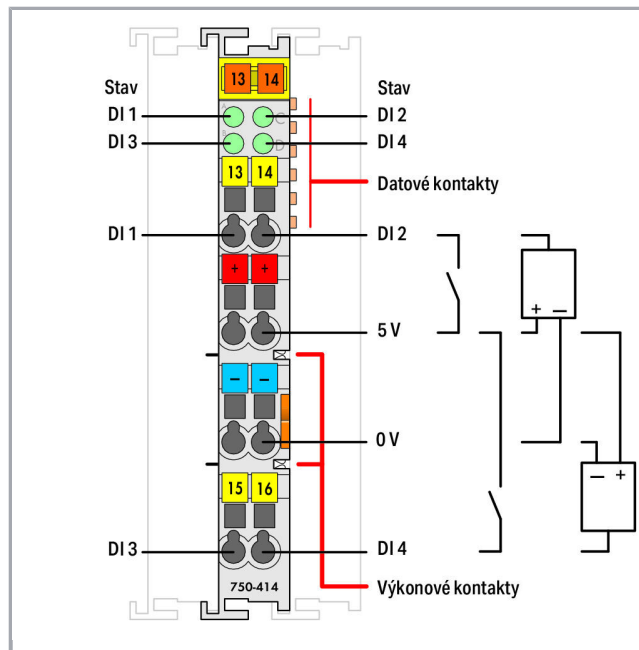 13 14
Stav Stav
DI 1 A C DI 2
DI 3 B D DI 4
13 14
Datové kontakty
DI 1 DI 2
+ +
+ −
5 V
− −
0 V
− +
15 16
DI 3 DI 4
750-414
Výkonové kontakty